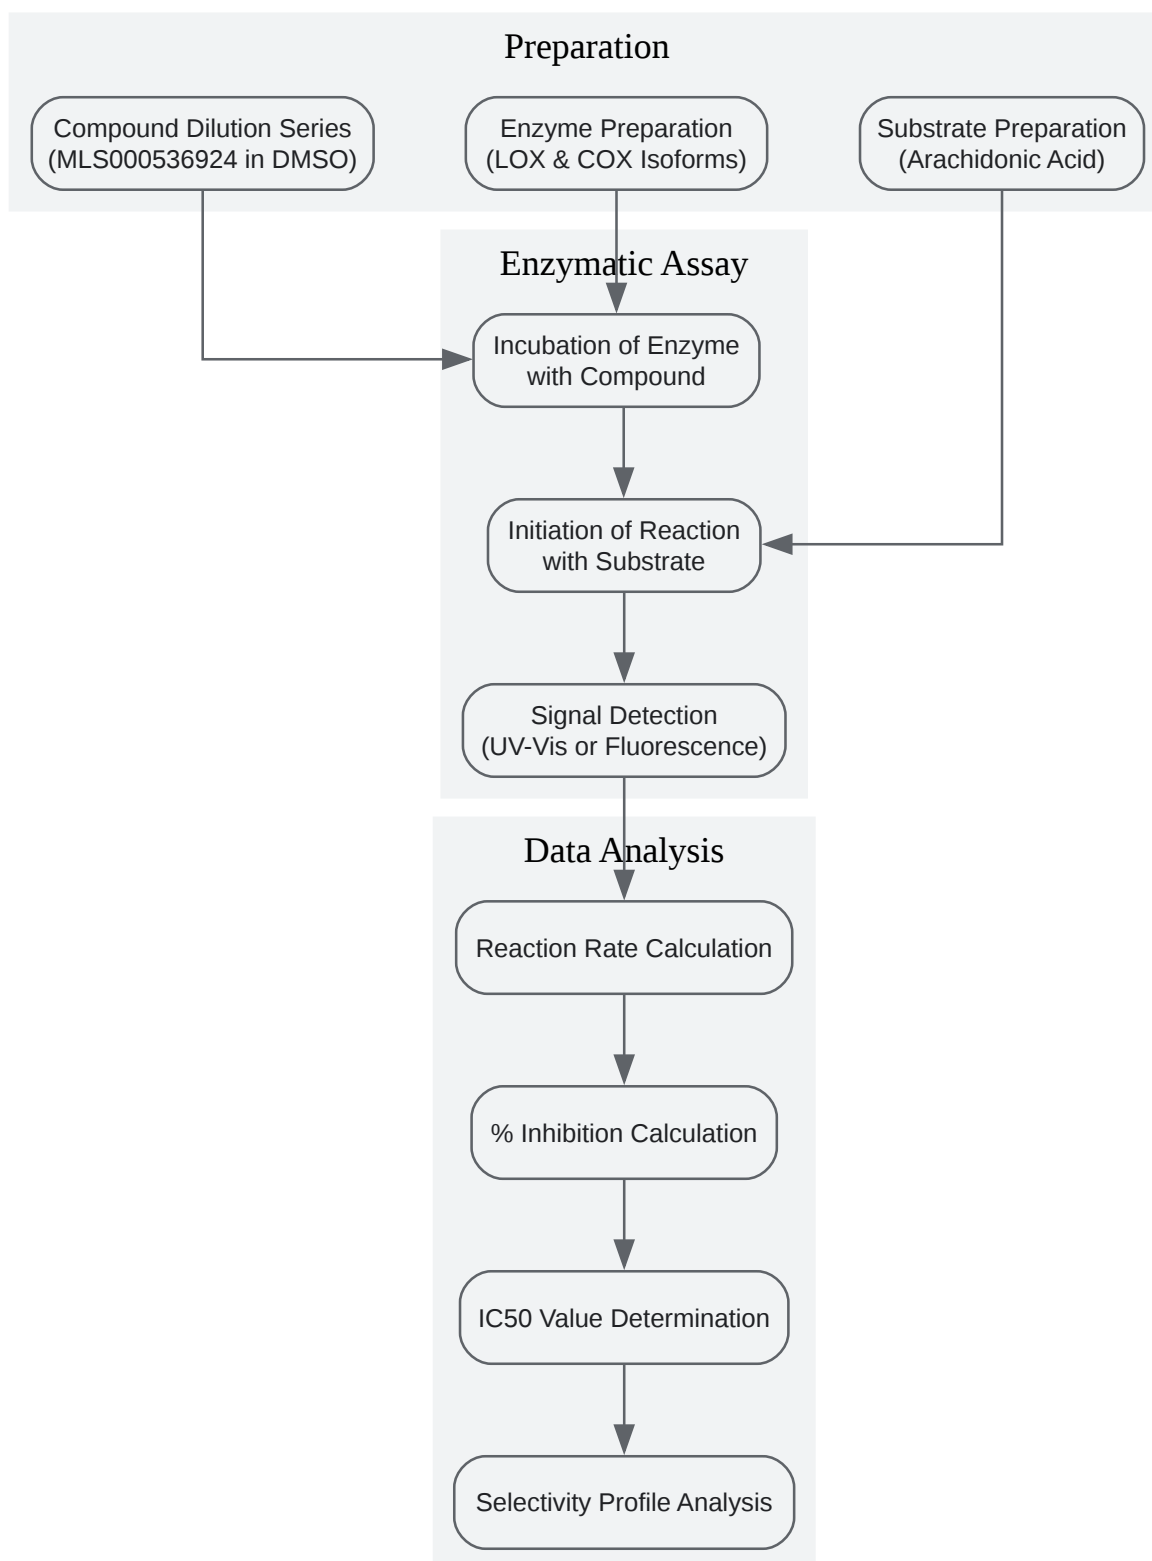 Preparation
Compound Dilution Series
(MLS000536924 in DMSO)
Enzyme Preparation
(LOX & COX Isoforms)
Substrate Preparation
(Arachidonic Acid)
Enzymatic Assay
Incubation of Enzyme
with Compound
Initiation of Reaction
with Substrate
Signal Detection
(UV-Vis or Fluorescence)
Data Analysis
Reaction Rate Calculation
% Inhibition Calculation
IC50 Value Determination
Selectivity Profile Analysis